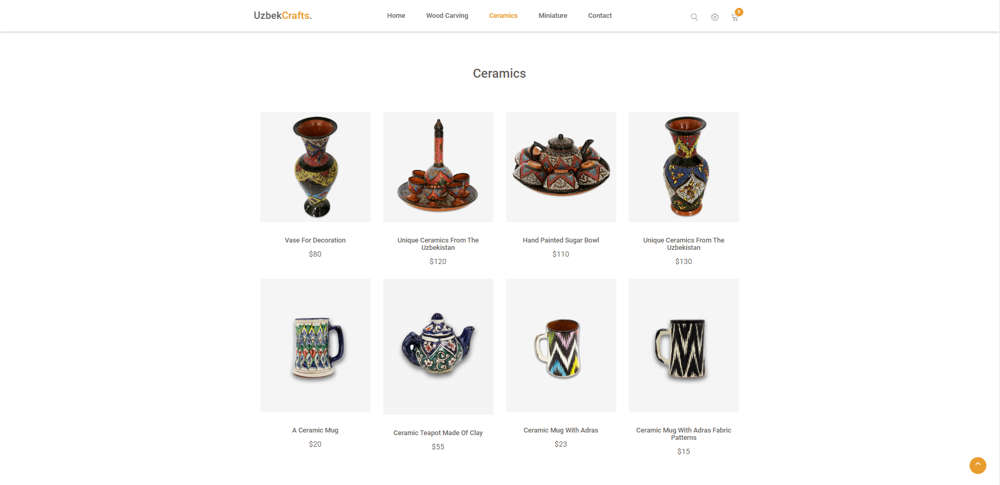 UzbekCrafts.
Home
Wood Carving
Ceramics
Miniature
Contact
2
Ceramics
Vase For Decoration
$80
Unique Ceramics From The
Uzbekistan
$120
Hand Painted Sugar Bowl
$110
Unique Ceramics From The
Uzbekistan
$130
A Ceramic Mug
$20
Ceramic Teapot Made Of Clay
$55
Ceramic Mug With Adras
$23
Ceramic Mug With Adras Fabric
Patterns
$15